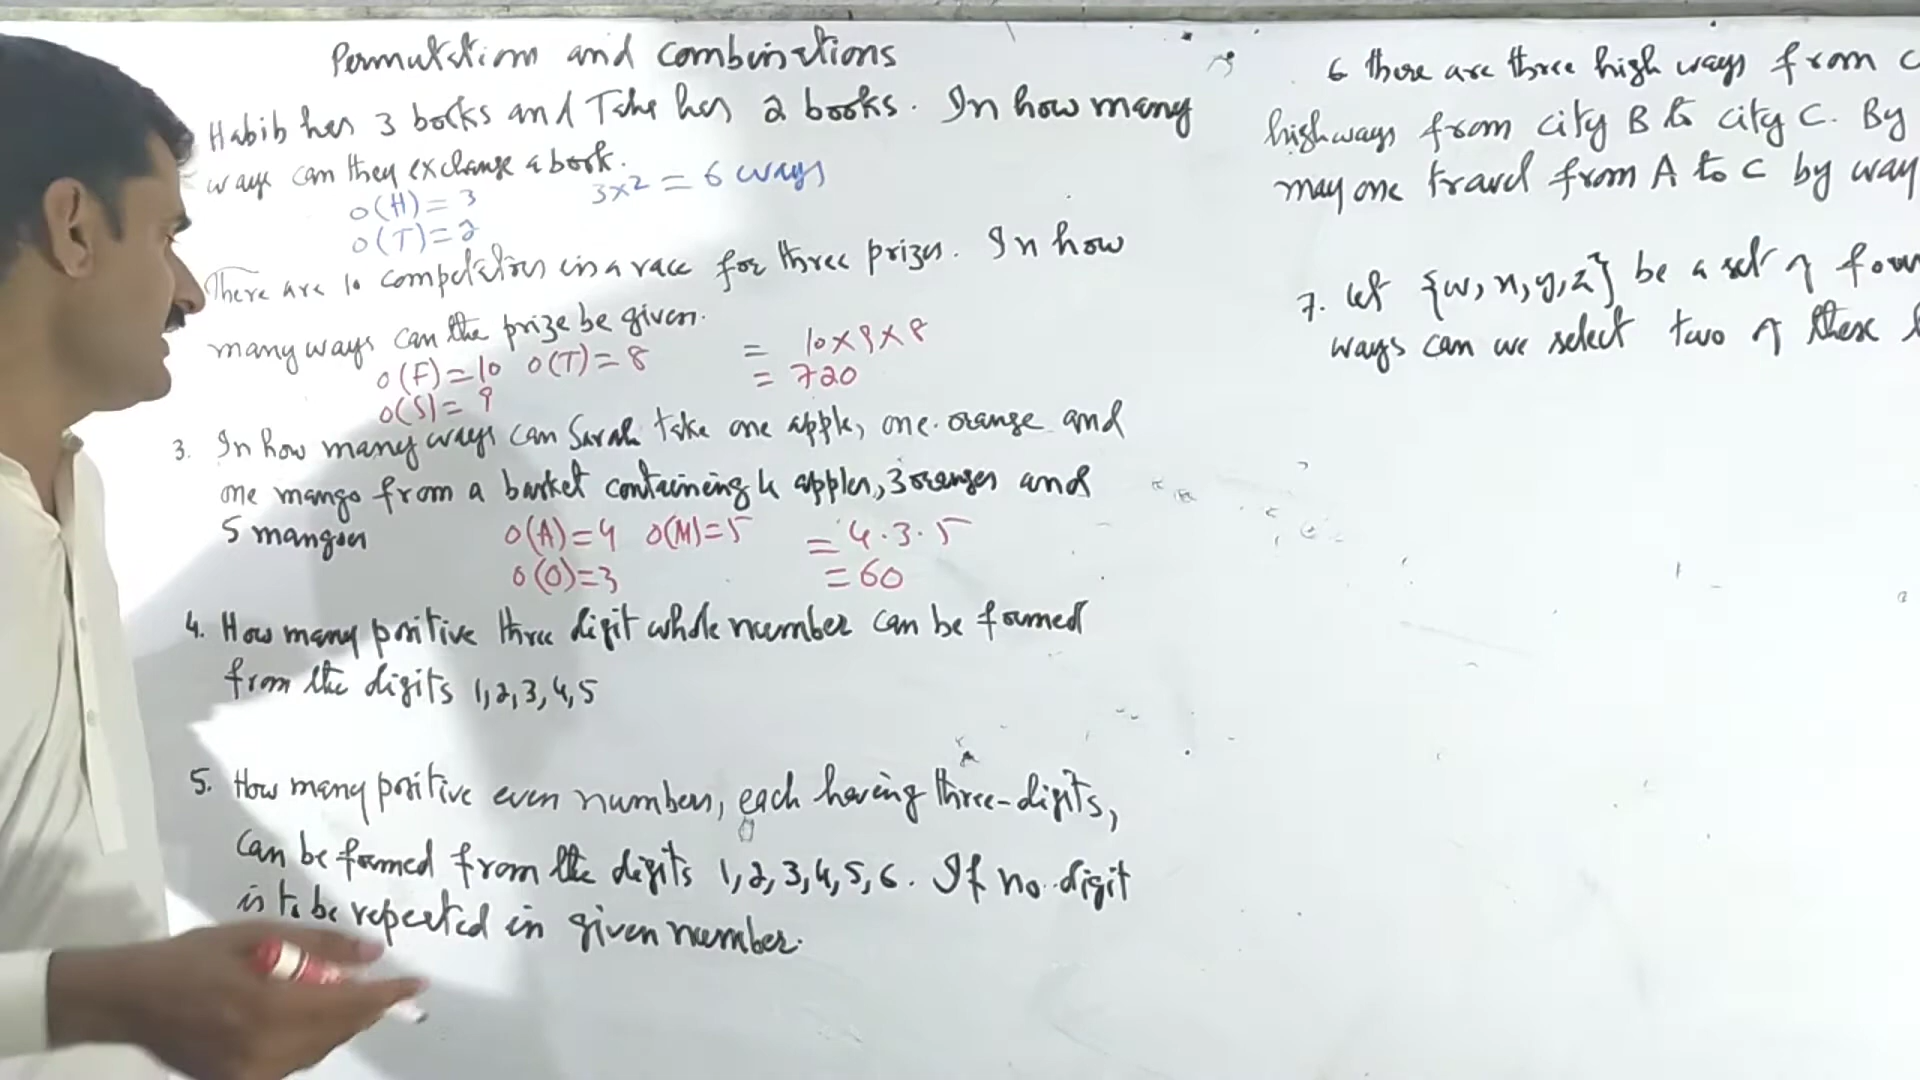 Permutation and Combinations
Habib has 3 books and Taha has 2 books. In how many
ways can they exchange a book.
3×2 = 6 ways
O(H) = 3
O(T) = 2
There are 10 competators in a race for three prizes. In how
many ways can the prize be given.
O(F) = 10 O(T) = 8 = 10×9×8
O(S) = 9 = 720
3. In how many ways can Sarah take one apple, one orange and
one mango from a basket containing 4 apples, 3 oranges and
5 mangoes
O(A) = 4 O(M) = 5 = 4·3·5
O(O) = 3 = 60
4. How many positive three digit whole number can be formed
from the digits 1,2,3,4,5
5. How many positive even numbers, each having three-digits,
can be formed from the digits 1,2,3,4,5,6. If no digit
is to be repeated in given number.
6 there are three high ways from C
highways from city B to city C. By
may one travel from A to C by way
7. let {w, x, y, z} be a set of four
ways can we select two of these